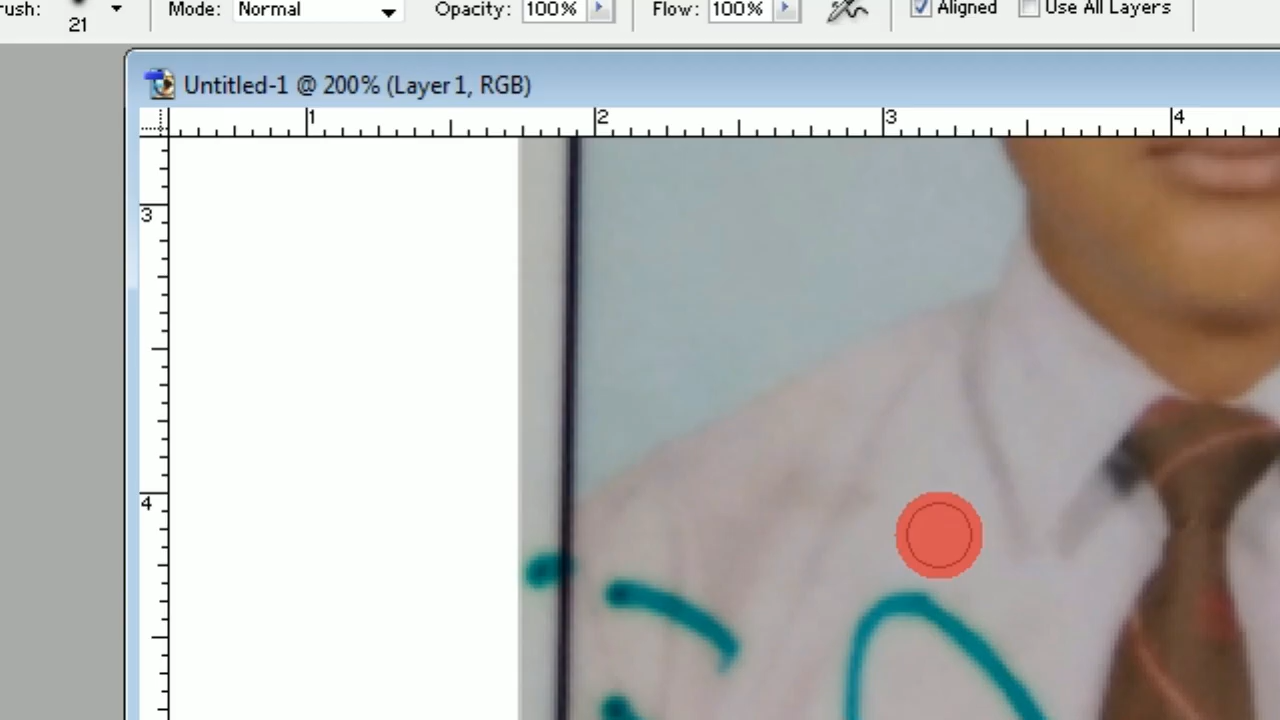 rush: 21 Mode: Normal Opacity: 100% Flow: 100% Aligned Use All Layers
Untitled-1 @ 200% (Layer 1, RGB)
1 2 3 4
3
4